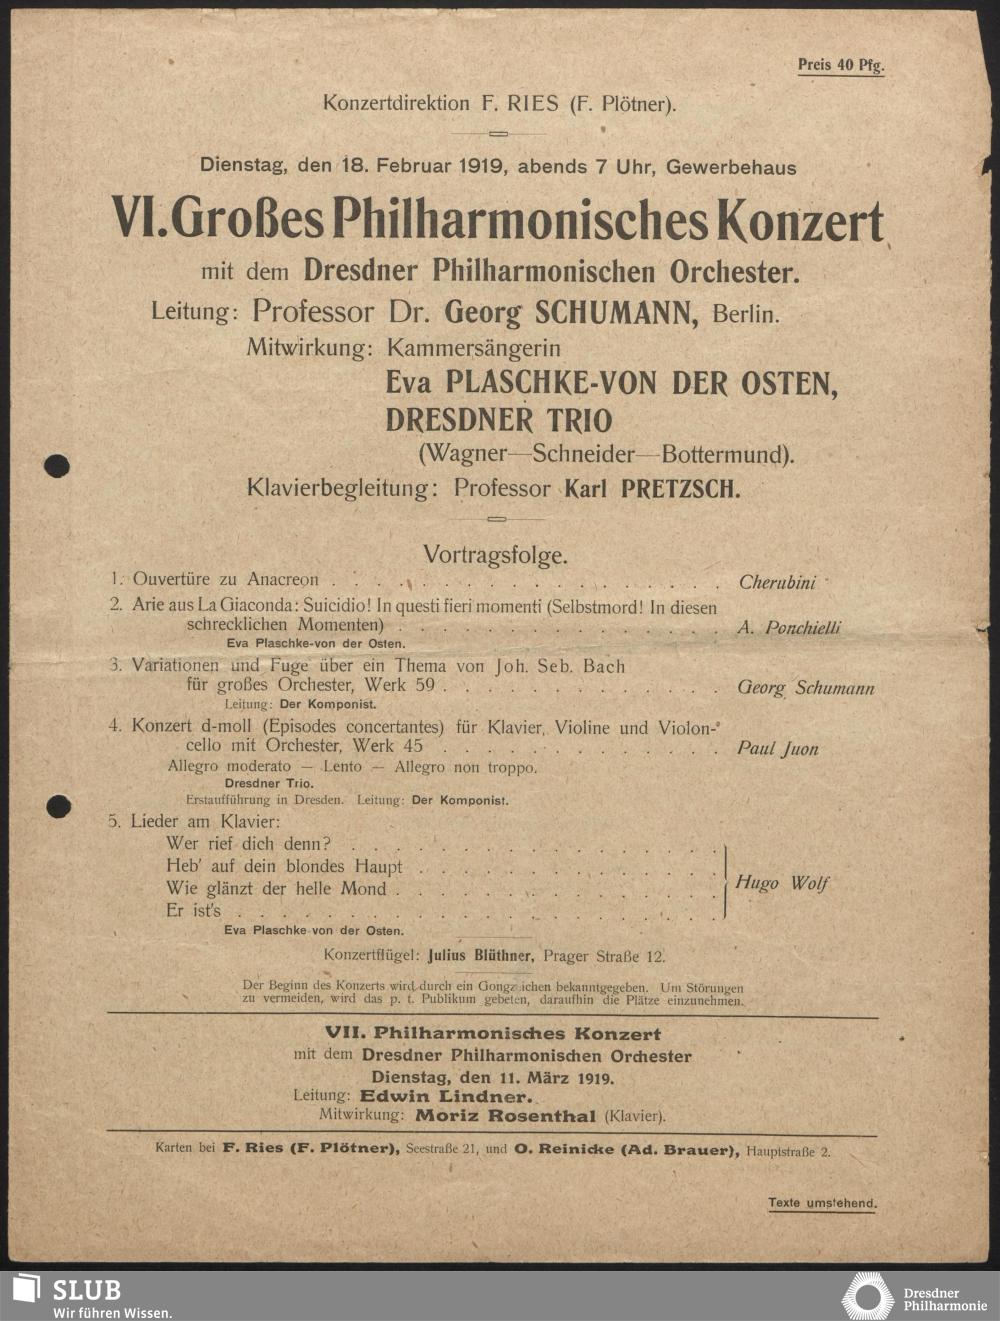 Preis 40 Pfg.
Konzertdirektion F. RIES (F. Plötner).
Dienstag, den 18. Februar 1919, abends 7 Uhr, Gewerbehaus
VI. Großes Philharmonisches Konzert
mit dem Dresdner Philharmonischen Orchester.
Leitung: Professor Dr. Georg SCHUMANN, Berlin.
Mitwirkung: Kammersängerin
Eva PLASCHKE-VON DER OSTEN,
DRESDNER TRIO
(Wagner—Schneider—Bottermund).
Klavierbegleitung: Professor Karl PRETZSCH.
Vortragsfolge.
1. Ouvertüre zu Anacreon . . . . . . . . . . . . . . . . . Cherubini
2. Arie aus La Giaconda: Suicidio! In questi fieri momenti (Selbstmord! In diesen
schrecklichen Momenten) . . . . . . . . . . . . . . A. Ponchielli
Eva Plaschke-von der Osten.
3. Variationen und Fuge über ein Thema von Joh. Seb. Bach
für großes Orchester, Werk 59 . . . . . . . . . . . . Georg Schumann
Leitung: Der Komponist.
4. Konzert d-moll (Episodes concertantes) für Klavier, Violine und Violon-
cello mit Orchester, Werk 45 . . . . . . . . . . . . Paul Juon
Allegro moderato — Lento — Allegro non troppo.
Dresdner Trio.
Erstaufführung in Dresden. Leitung: Der Komponist.
5. Lieder am Klavier:
Wer rief dich denn? . . . . . . . . . . . . . . . .
Heb' auf dein blondes Haupt . . . . . . . . . . . .
Wie glänzt der helle Mond . . . . . . . . . . . . . Hugo Wolf
Er ist's . . . . . . . . . . . . . . . . . . . .
Eva Plaschke von der Osten.
Konzertflügel: Julius Blüthner, Prager Straße 12.
Der Beginn des Konzerts wird durch ein Gongzeichen bekanntgegeben. Um Störungen
zu vermeiden, wird das p. t. Publikum gebeten, daraufhin die Plätze einzunehmen.
VII. Philharmonisches Konzert
mit dem Dresdner Philharmonischen Orchester
Dienstag, den 11. März 1919.
Leitung: Edwin Lindner.
Mitwirkung: Moriz Rosenthal (Klavier).
Karten bei F. Ries (F. Plötner), Seestraße 21, und O. Reinicke (Ad. Brauer), Hauptstraße 2.
Texte umstehend.
SLUB
Wir führen Wissen.
Dresdner
Philharmonie